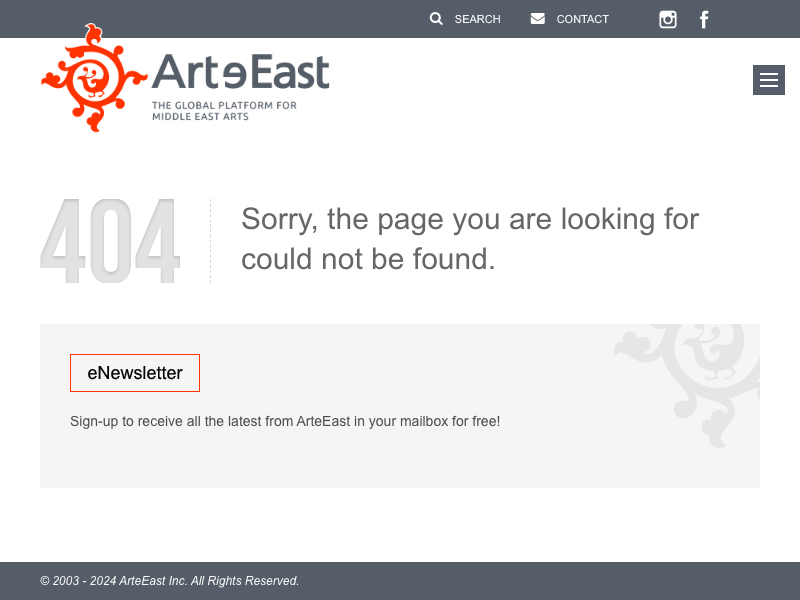 SEARCH
CONTACT
ArteEast
THE GLOBAL PLATFORM FOR
MIDDLE EAST ARTS
404
Sorry, the page you are looking for
could not be found.
eNewsletter
Sign-up to receive all the latest from ArteEast in your mailbox for free!
© 2003 - 2024 ArteEast Inc. All Rights Reserved.